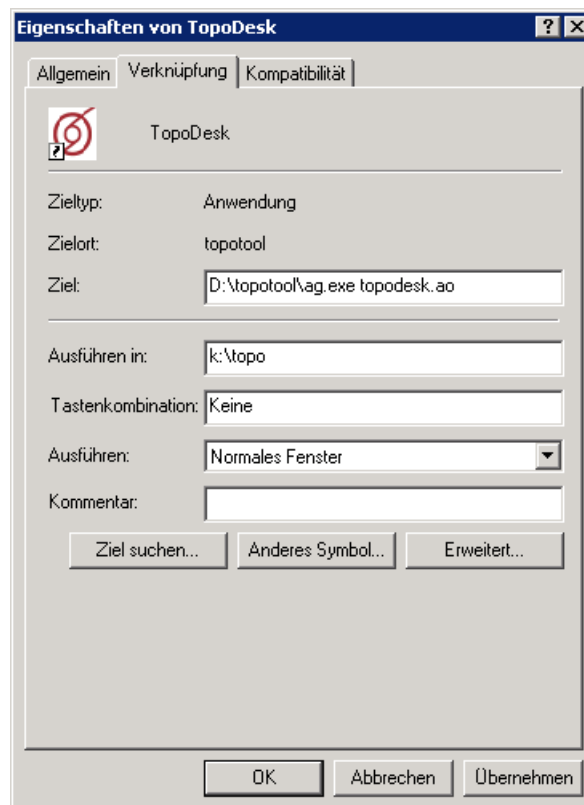 Eigenschaften von TopoDesk
Allgemein Verknüpfung Kompatibilität
TopoDesk
Zieltyp: Anwendung
Zielort: topotool
Ziel: D:\topotool\ag.exe topodesk.ao
Ausführen in: k:\topo
Tastenkombination: Keine
Ausführen: Normales Fenster
Kommentar:
Ziel suchen... Anderes Symbol... Erweitert...
OK Abbrechen Übernehmen